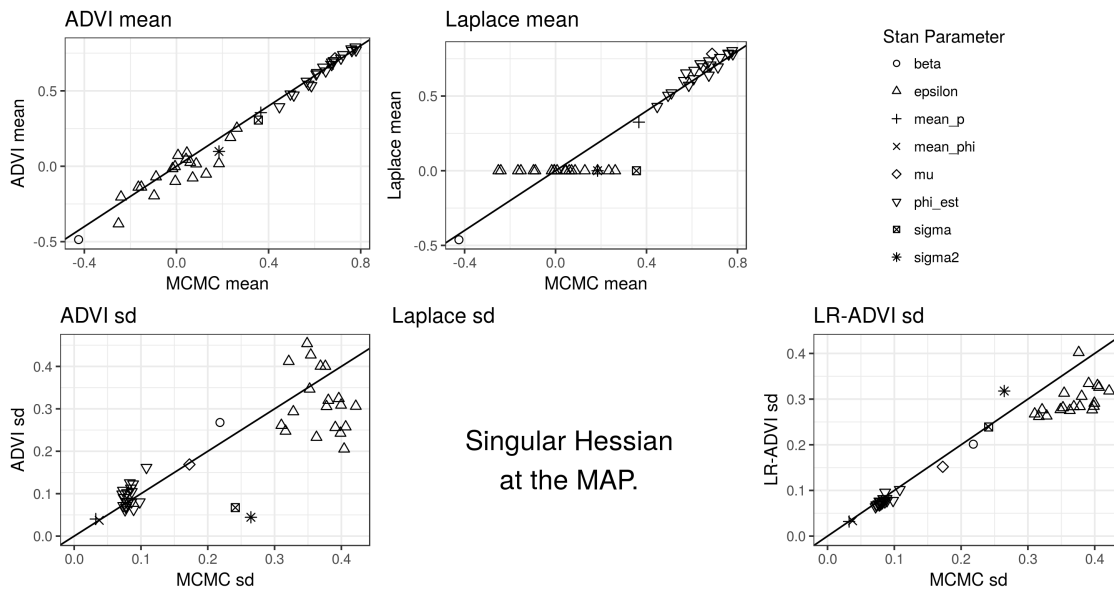 ADVI mean
ADVI mean
0.5
0.0
-0.5
-0.4
0.0
0.4
0.8
MCMC mean
Laplace mean
Laplace mean
0.5
0.0
-0.5
-0.4
0.0
0.4
0.8
MCMC mean
Stan Parameter
beta
epsilon
mean_p
mean_phi
mu
phi_est
sigma
sigma2
ADVI sd
ADVI sd
0.4
0.3
0.2
0.1
0.0
0.0
0.1
0.2
0.3
0.4
MCMC sd
Laplace sd
Singular Hessian
at the MAP.
LR-ADVI sd
LR-ADVI sd
0.4
0.3
0.2
0.1
0.0
0.0
0.1
0.2
0.3
0.4
MCMC sd